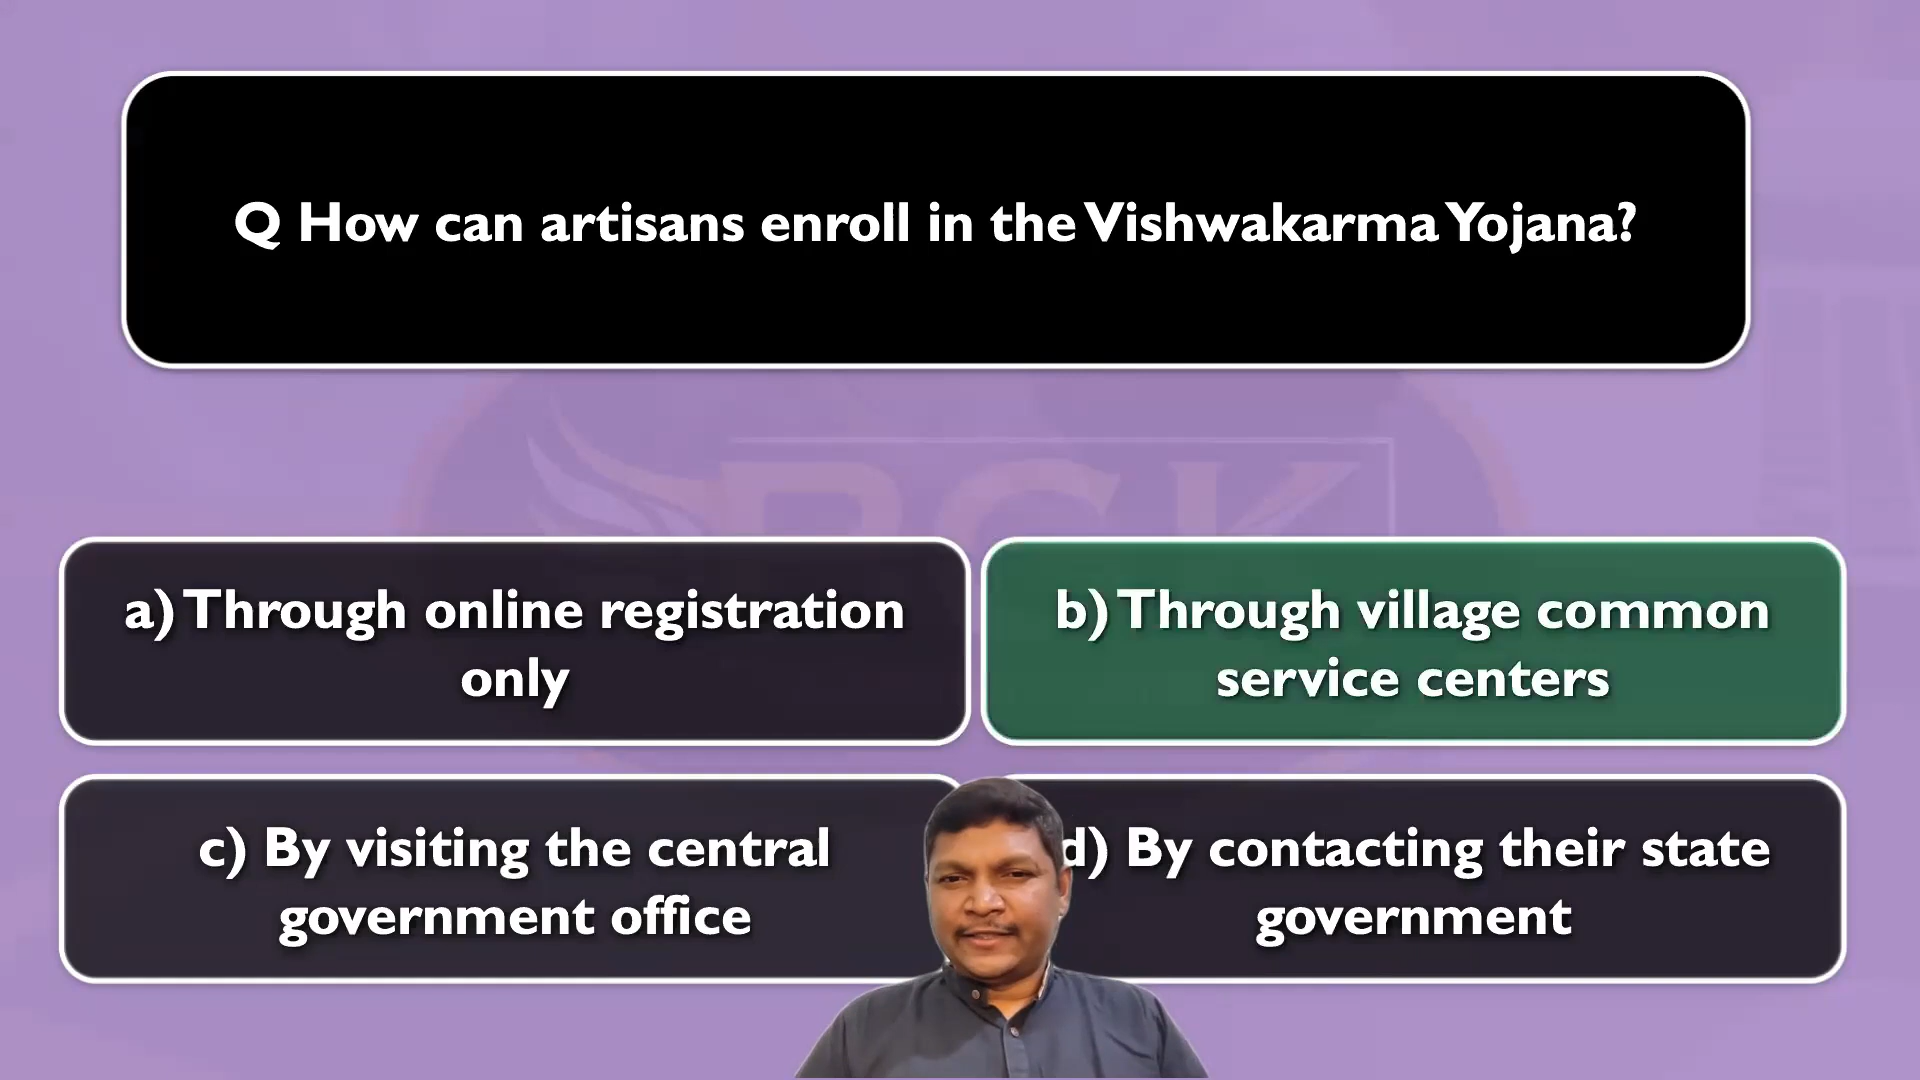 Q How can artisans enroll in the Vishwakarma Yojana?
PGK
a) Through online registration
only
b) Through village common
service centers
c) By visiting the central
government office
d) By contacting their state
government